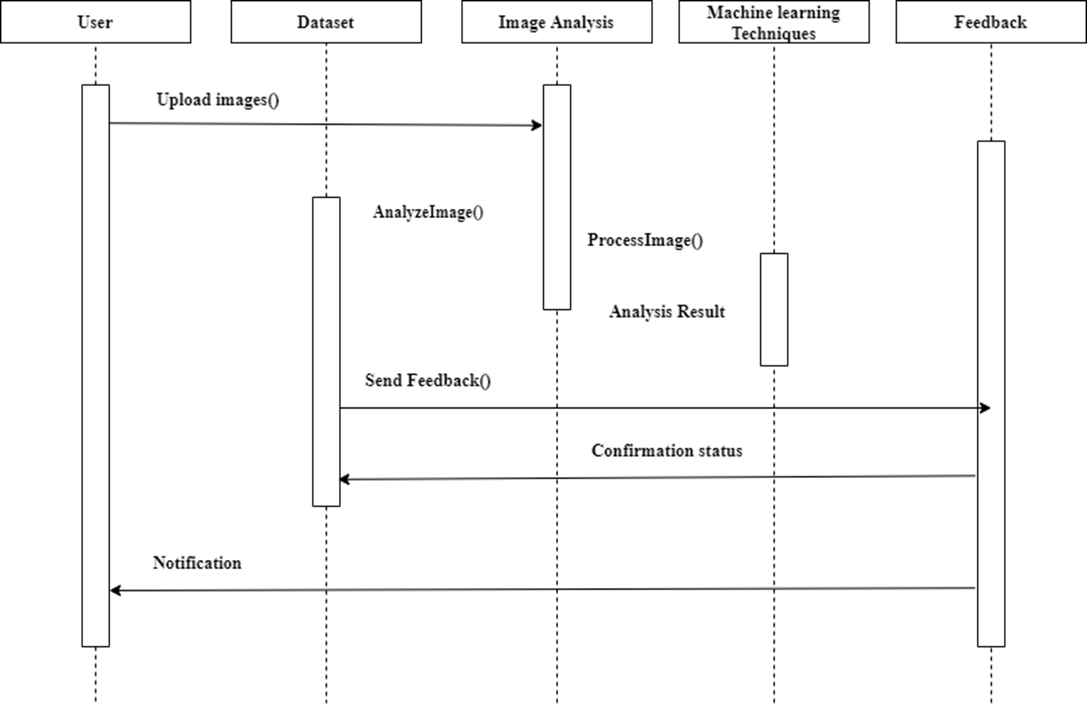 User
Dataset
Image Analysis
Machine learning
Techniques
Feedback
Upload images()
AnalyzeImage()
ProcessImage()
Analysis Result
Send Feedback()
Confirmation status
Notification